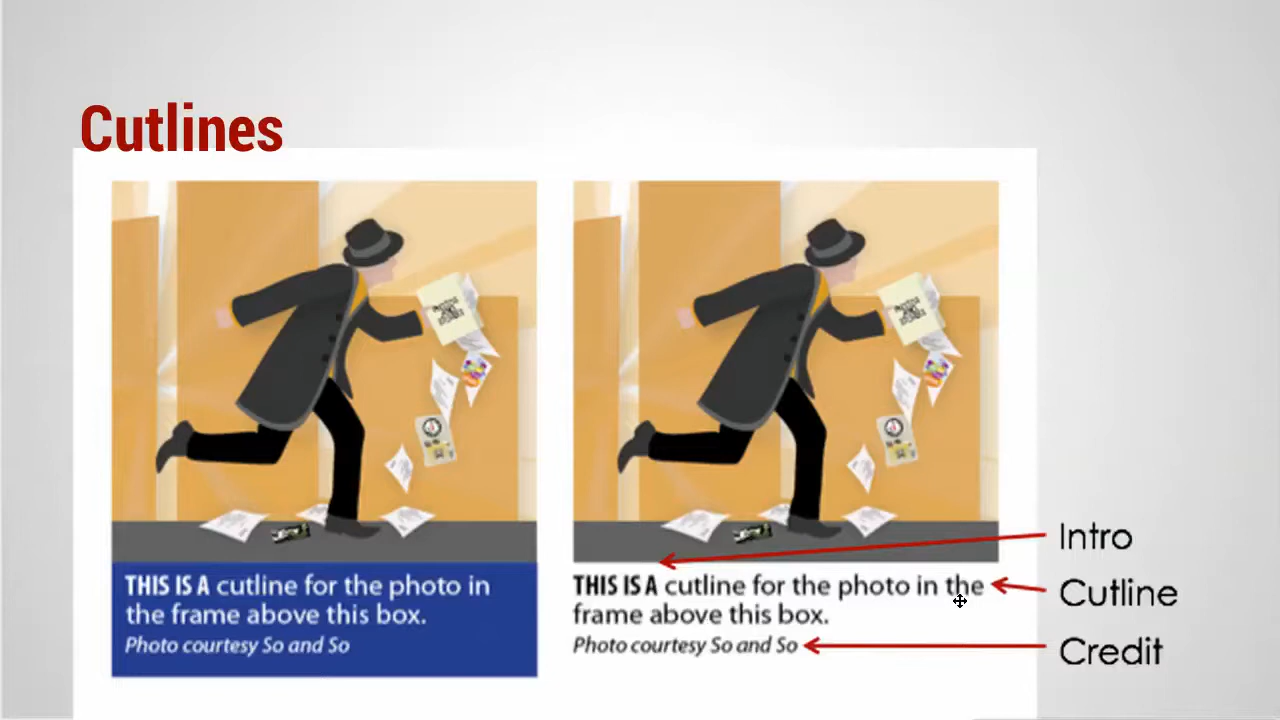 Cutlines
THIS IS A cutline for the photo in
the frame above this box.
Photo courtesy So and So
THIS IS A cutline for the photo in the
frame above this box.
Photo courtesy So and So
Intro
Cutline
Credit